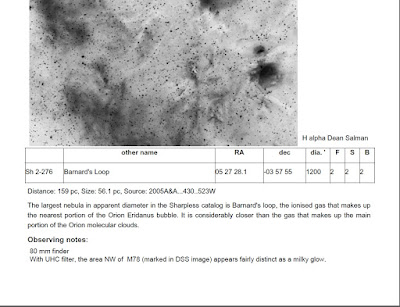 H alpha Dean Salman
other name RA dec dia. ' F S B
Sh 2-276 Barnard's Loop 05 27 28.1 -03 57 55 1200 2 2 2
Distance: 159 pc, Size: 56.1 pc, Source: 2005A&A...430..523W
The largest nebula in apparent diameter in the Sharpless catalog is Barnard's loop, the ionised gas that makes up
the nearest portion of the Orion Eridanus bubble. It is considerably closer than the gas that makes up the main
portion of the Orion molecular clouds.
Observing notes:
80 mm finder
With UHC filter, the area NW of M78 (marked in DSS image) appears fairly distinct as a milky glow.